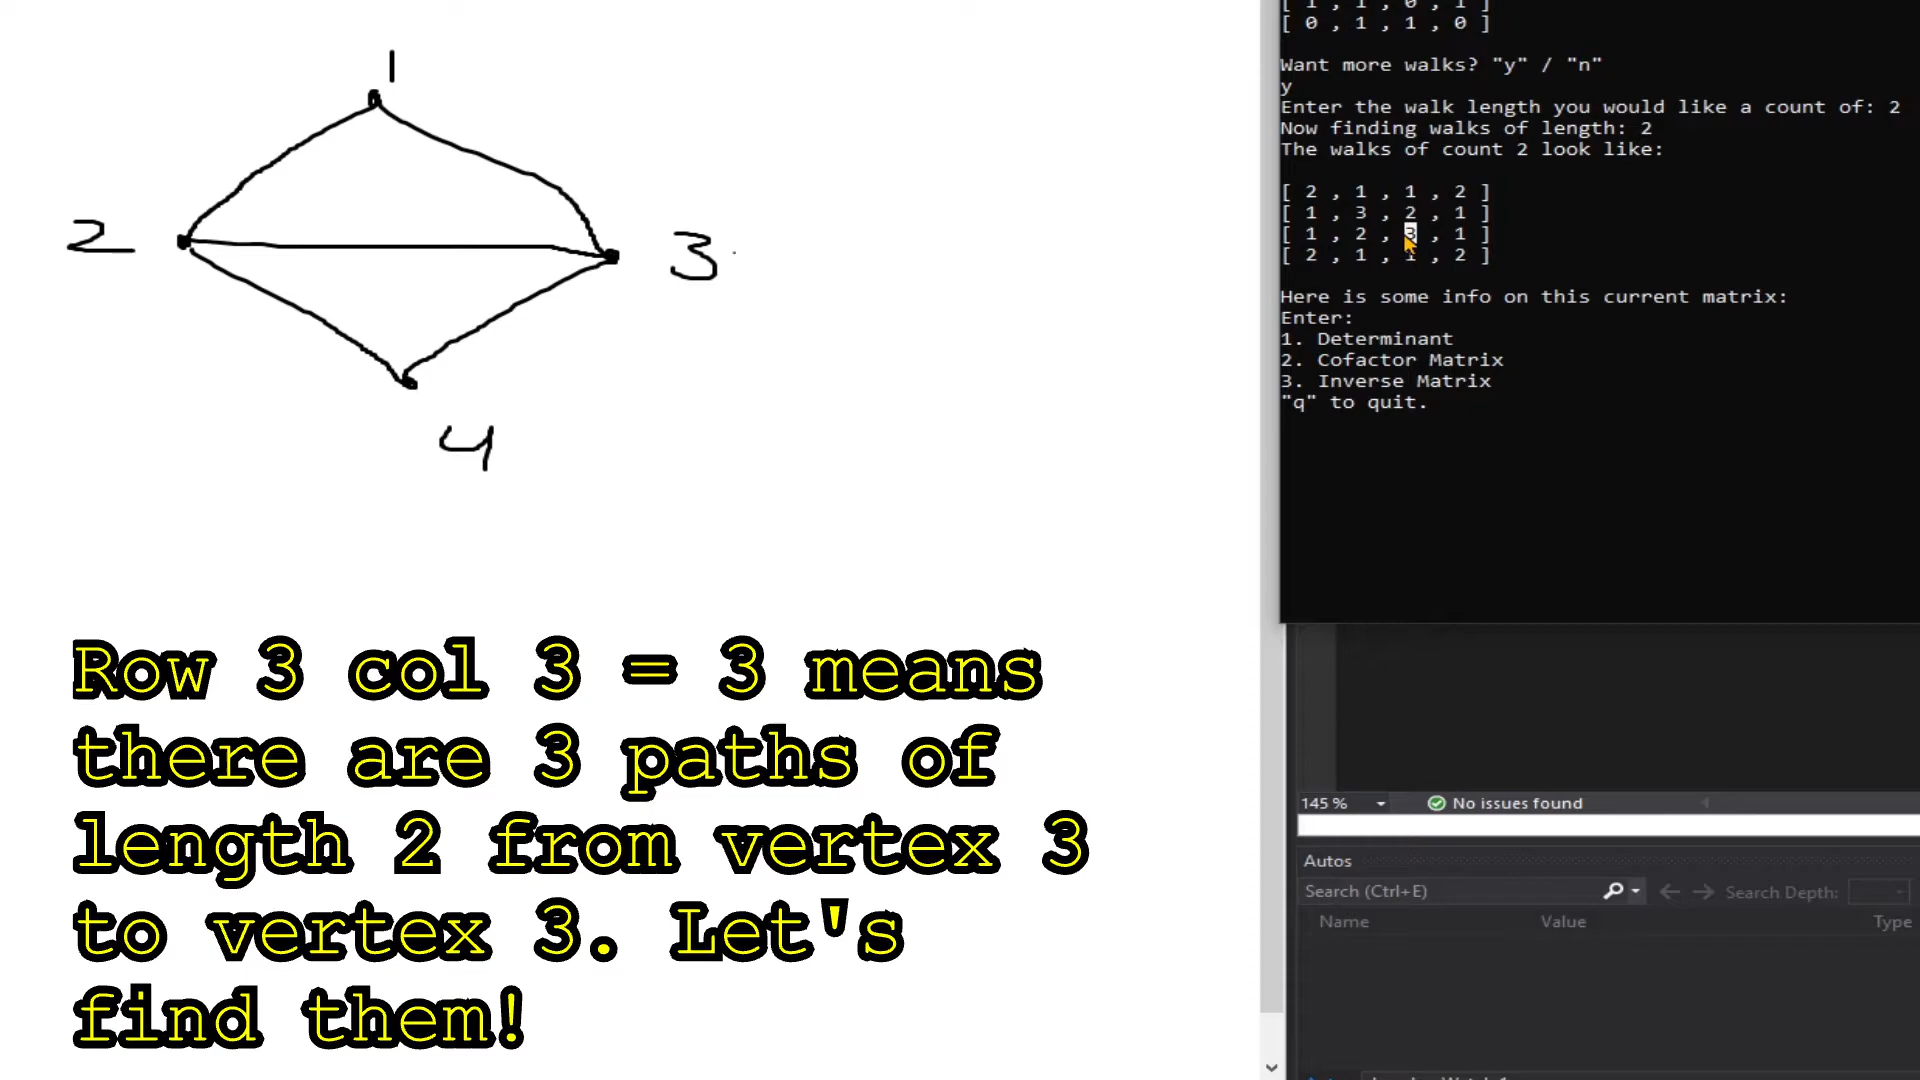 1
2
3
4
Row 3 col 3 = 3 means
there are 3 paths of
length 2 from vertex 3
to vertex 3. Let's
find them!
[ 1 , 1 , 0 , 1 ]
[ 0 , 1 , 1 , 0 ]
Want more walks? "y" / "n"
y
Enter the walk length you would like a count of: 2
Now finding walks of length: 2
The walks of count 2 look like:
[ 2 , 1 , 1 , 2 ]
[ 1 , 3 , 2 , 1 ]
[ 1 , 2 , 3 , 1 ]
[ 2 , 1 , 1 , 2 ]
Here is some info on this current matrix:
Enter:
1. Determinant
2. Cofactor Matrix
3. Inverse Matrix
"q" to quit.
145 %
No issues found
Autos
Search (Ctrl+E)
Search Depth:
Name
Value
Type